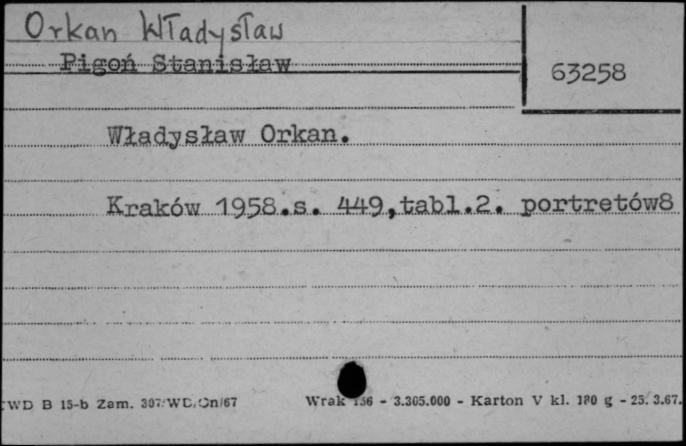 Orkan Władysław
Pigoń Stanisław
63258
Władysław Orkan.
Kraków 1958.s. 449,tabl.2. portretów8
WD B 15-b Zam. 307/WD/Cn/67
Wrak 136 - 3.305.000 - Karton V kl. 180 g - 25. 3.67.